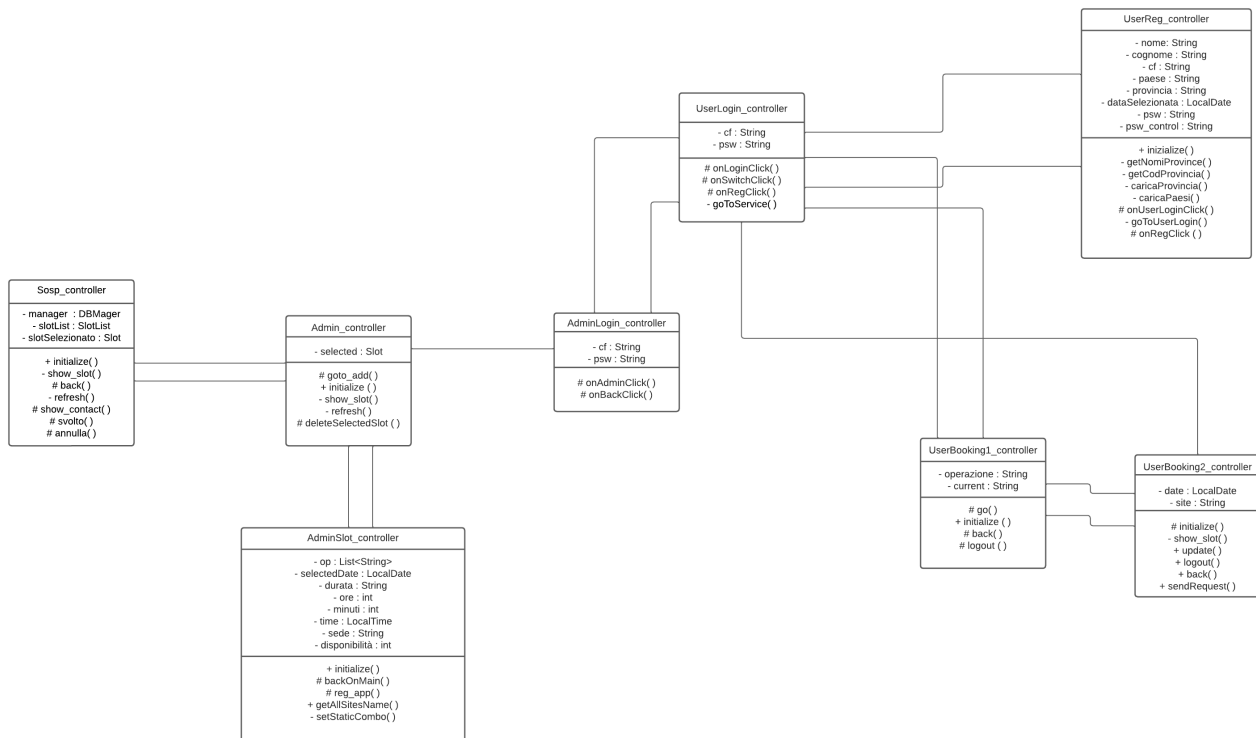 UserReg_controller
- nome: String
- cognome : String
- cf : String
- paese : String
- provincia : String
- dataSelezionata : LocalDate
- psw : String
- psw_control : String
+ inizialize( )
- getNomiProvince( )
- getCodProvincia( )
- caricaProvincia( )
- caricaPaesi( )
# onUserLoginClick( )
- goToUserLogin( )
# onRegClick ( )
UserLogin_controller
- cf : String
- psw : String
# onLoginClick( )
# onSwitchClick( )
# onRegClick( )
- goToService( )
Sosp_controller
- manager : DBMager
- slotList : SlotList
- slotSelezionato : Slot
+ initialize( )
- show_slot( )
# back( )
- refresh( )
# show_contact( )
# svolto( )
# annulla( )
Admin_controller
- selected : Slot
# goto_add( )
+ initialize ( )
- show_slot( )
- refresh( )
# deleteSelectedSlot ( )
AdminLogin_controller
- cf : String
- psw : String
# onAdminClick( )
# onBackClick( )
UserBooking1_controller
- operazione : String
- current : String
# go( )
+ initialize ( )
# back( )
# logout ( )
UserBooking2_controller
- date : LocalDate
- site : String
# initialize( )
- show_slot( )
+ update( )
+ logout( )
+ back( )
+ sendRequest( )
AdminSlot_controller
- op : List<String>
- selectedDate : LocalDate
- durata : String
- ore : int
- minuti : int
- time : LocalTime
- sede : String
- disponibilità : int
+ initialize( )
# backOnMain( )
# reg_app( )
+ getAllSitesName( )
- setStaticCombo( )